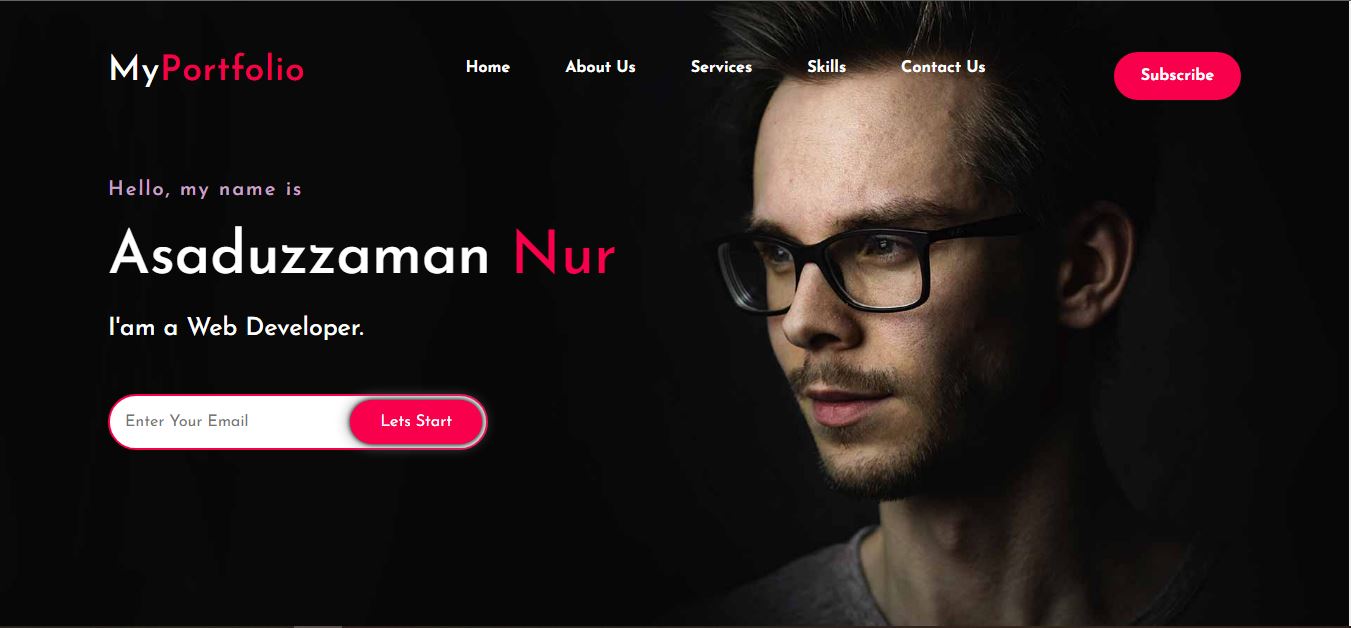 MyPortfolio Home About Us Services Skills Contact Us Subscribe
Hello, my name is
Asaduzzaman Nur
I'am a Web Developer.
Enter Your Email Lets Start